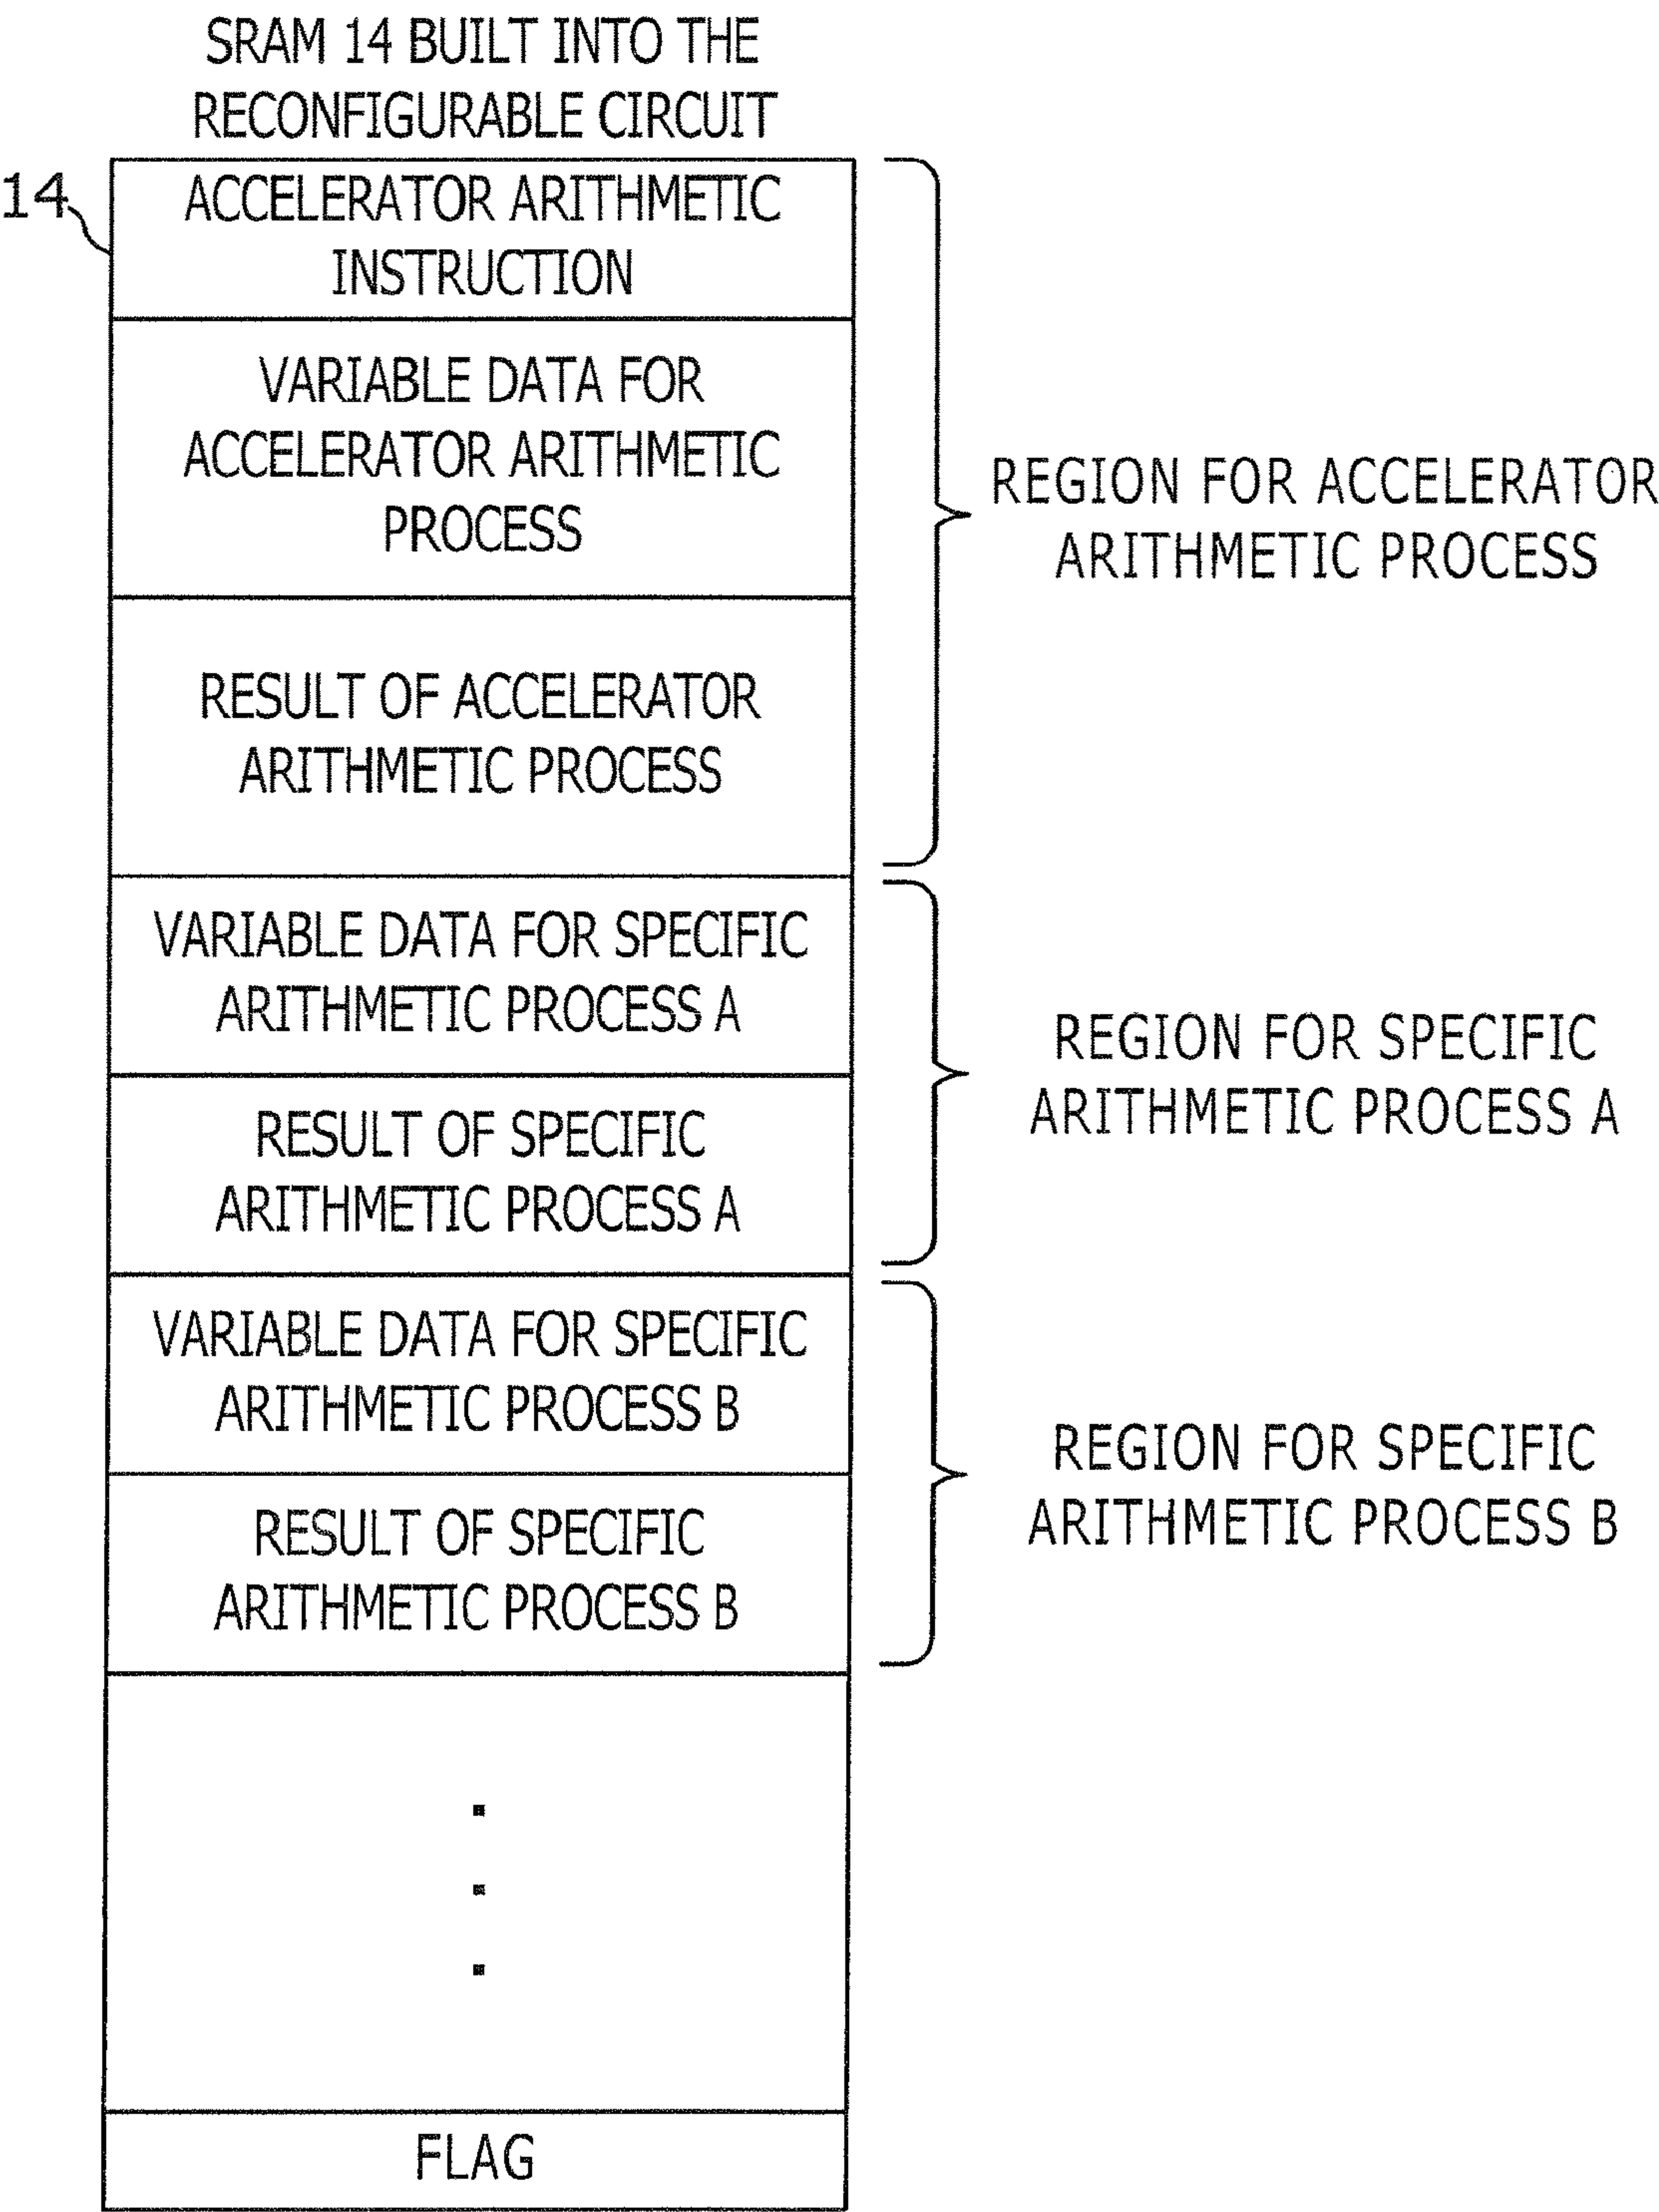 SRAM 14 BUILT INTO THE
RECONFIGURABLE CIRCUIT
14
ACCELERATOR ARITHMETIC
INSTRUCTION
VARIABLE DATA FOR
ACCELERATOR ARITHMETIC
PROCESS
RESULT OF ACCELERATOR
ARITHMETIC PROCESS
REGION FOR ACCELERATOR
ARITHMETIC PROCESS
VARIABLE DATA FOR SPECIFIC
ARITHMETIC PROCESS A
RESULT OF SPECIFIC
ARITHMETIC PROCESS A
REGION FOR SPECIFIC
ARITHMETIC PROCESS A
VARIABLE DATA FOR SPECIFIC
ARITHMETIC PROCESS B
RESULT OF SPECIFIC
ARITHMETIC PROCESS B
REGION FOR SPECIFIC
ARITHMETIC PROCESS B
FLAG